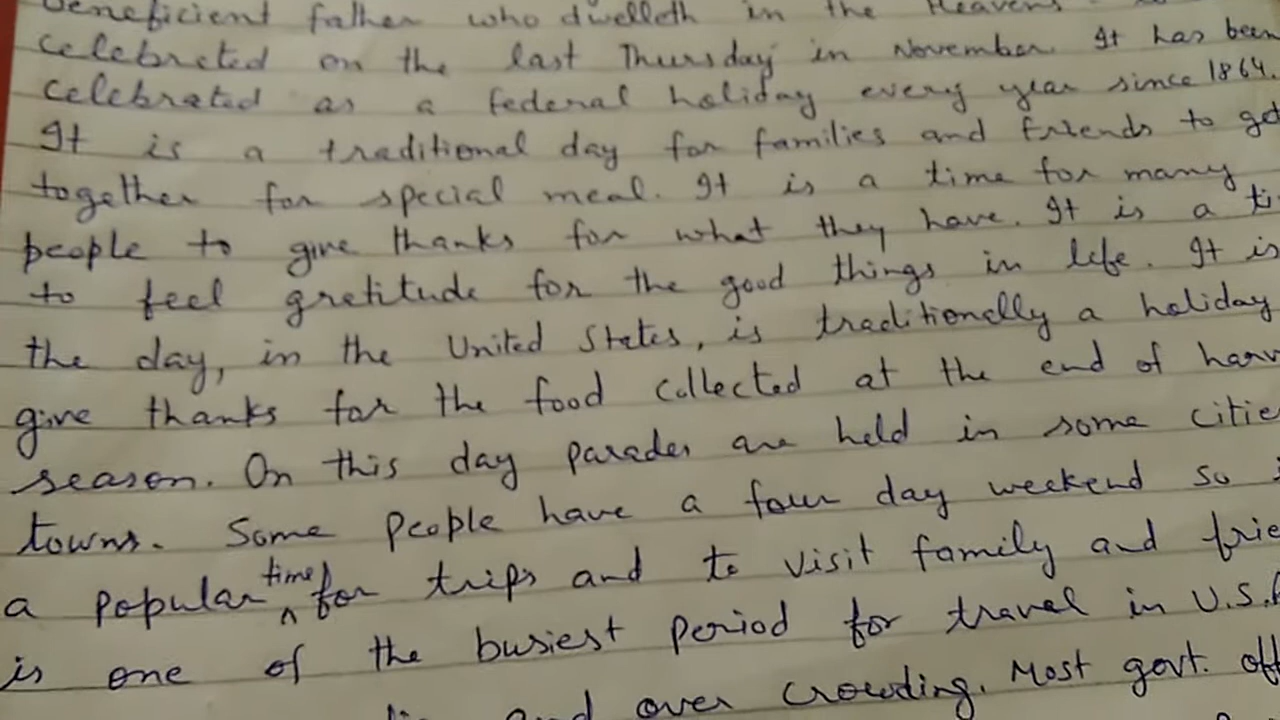 Beneficient father who dwelleth in the Heavens
celebrated on the last Thursday in November. It has been
celebrated as a federal holiday every year since 1864.
It is a traditional day for families and friends to get
together for special meal. It is a time for many
people to give thanks for what they have. It is a ti
to feel gretitude for the good things in life. It is
the day, in the United States, is traditionally a holiday
give thanks for the food collected at the end of harv
season. On this day parades are held in some citie
towns. Some people have a four day weekend so i
a popular time for trips and to visit family and frie
is one of the busiest period for travel in U.S.
and over crowding. Most govt. off